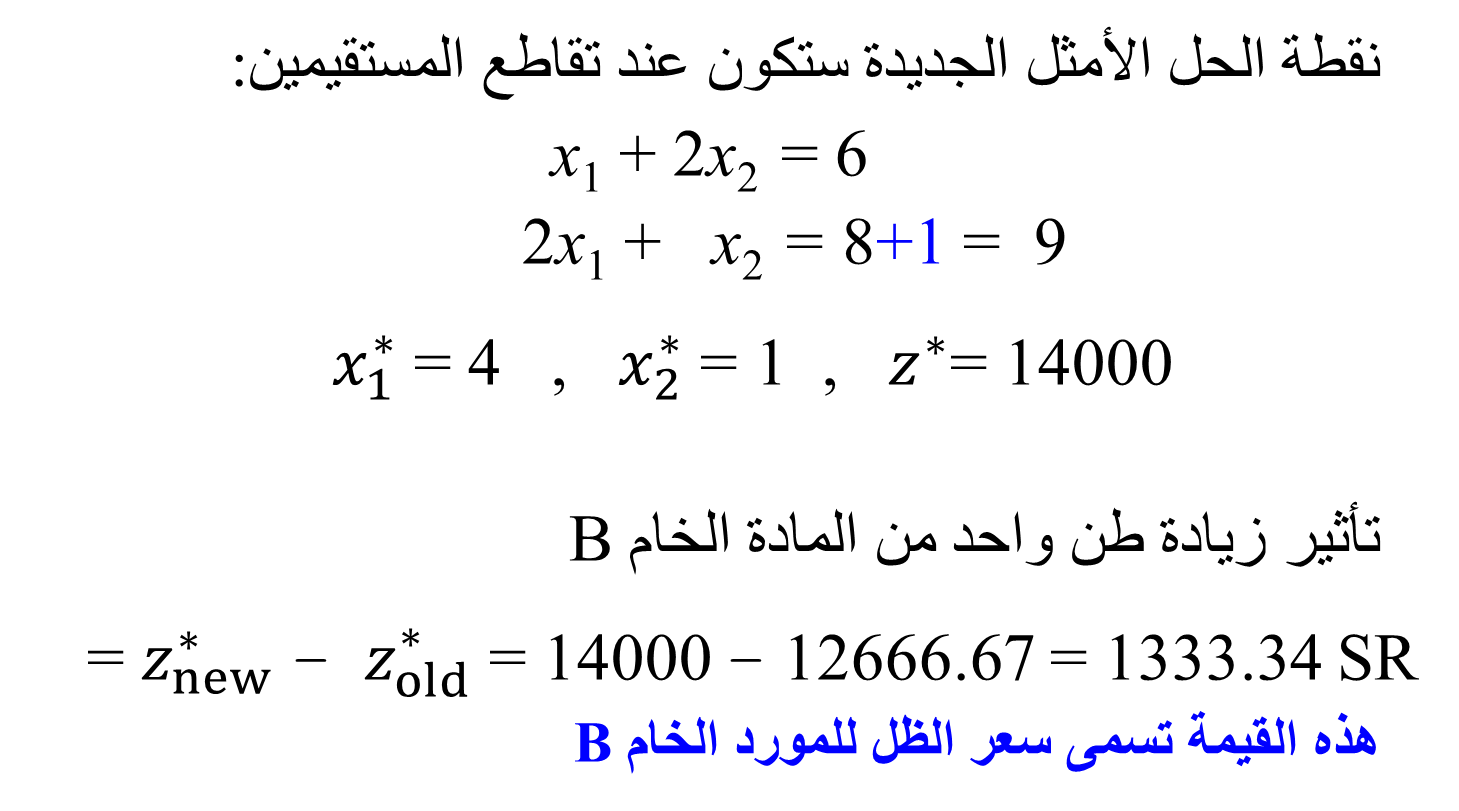 نقطة الحل الأمثل الجديدة ستكون عند تقاطع المستقيمين:
x₁ + 2x₂ = 6
2x₁ + x₂ = 8+1 = 9
x₁* = 4 , x₂* = 1 , z* = 14000
تأثير زيادة طن واحد من المادة الخام B
= z*new − z*old = 14000 − 12666.67 = 1333.34 SR
هذه القيمة تسمى سعر الظل للمورد الخام B